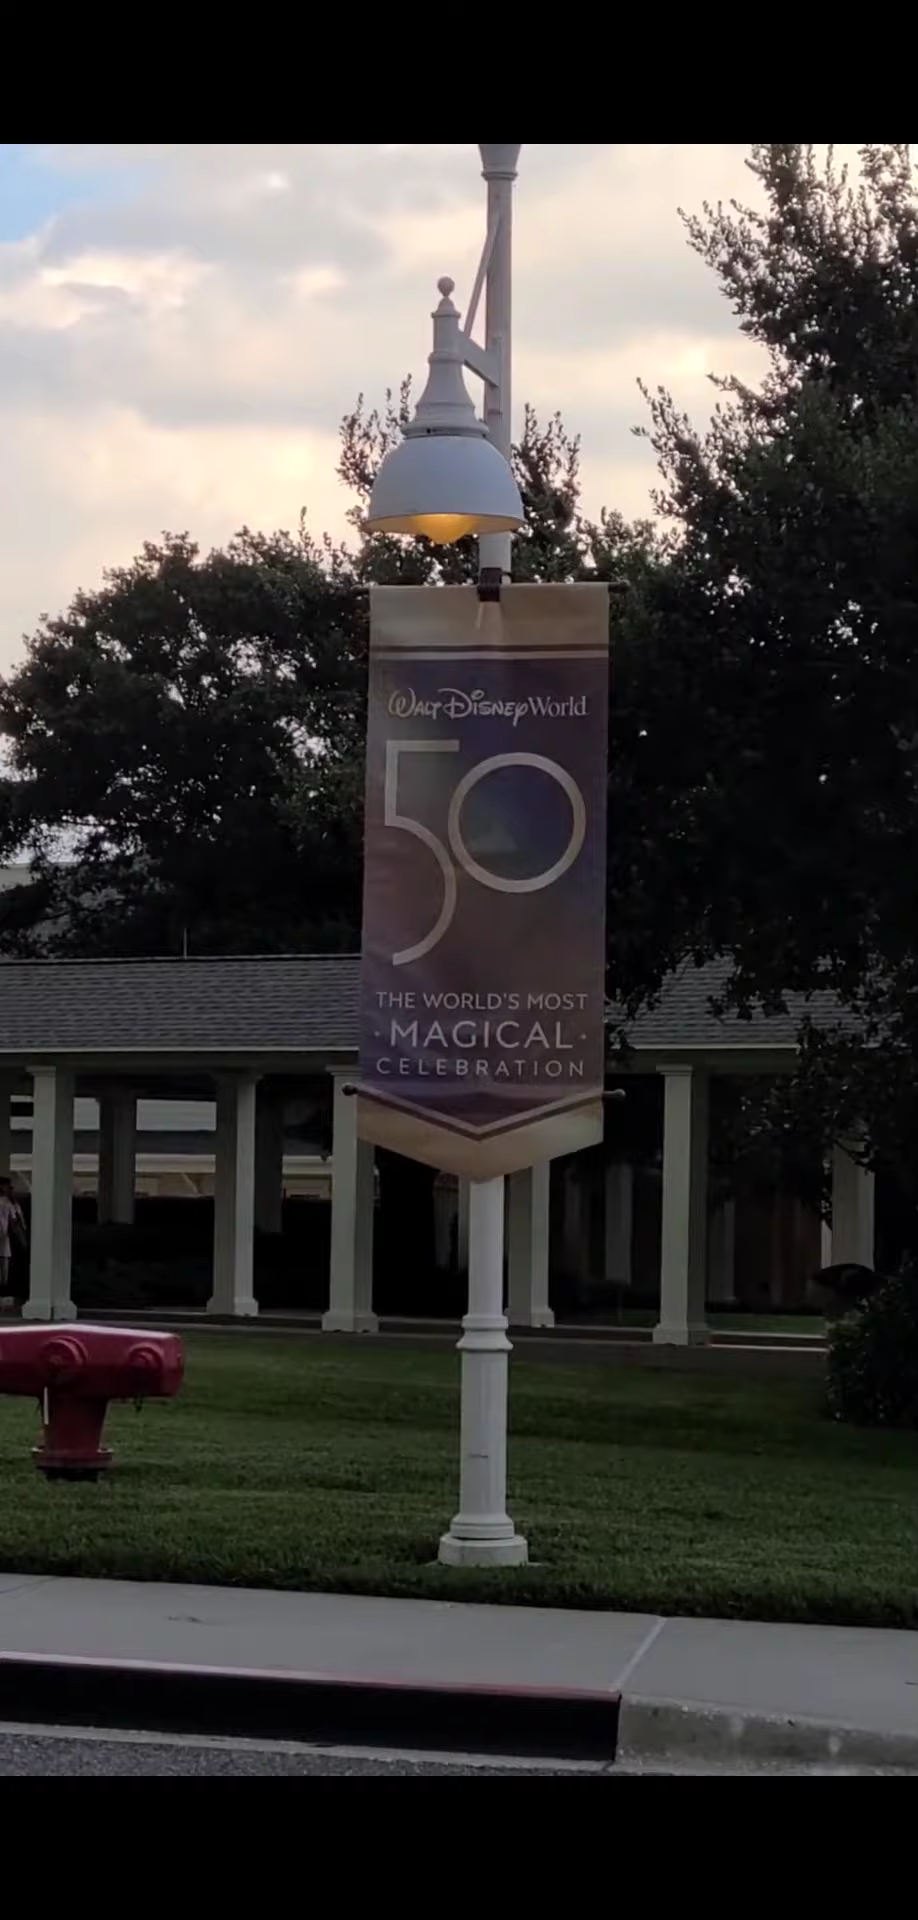 Walt Disney World
50
THE WORLD'S MOST
· MAGICAL ·
CELEBRATION